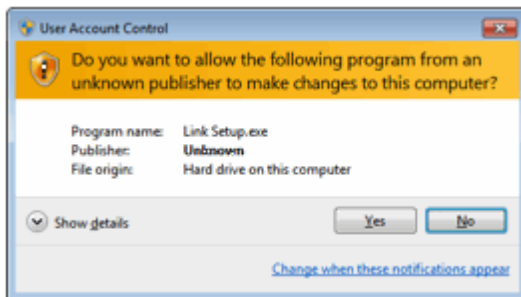 User Account Control
Do you want to allow the following program from an
unknown publisher to make changes to this computer?
Program name: Link Setup.exe
Publisher: Unknown
File origin: Hard drive on this computer
Show details
Yes
No
Change when these notifications appear